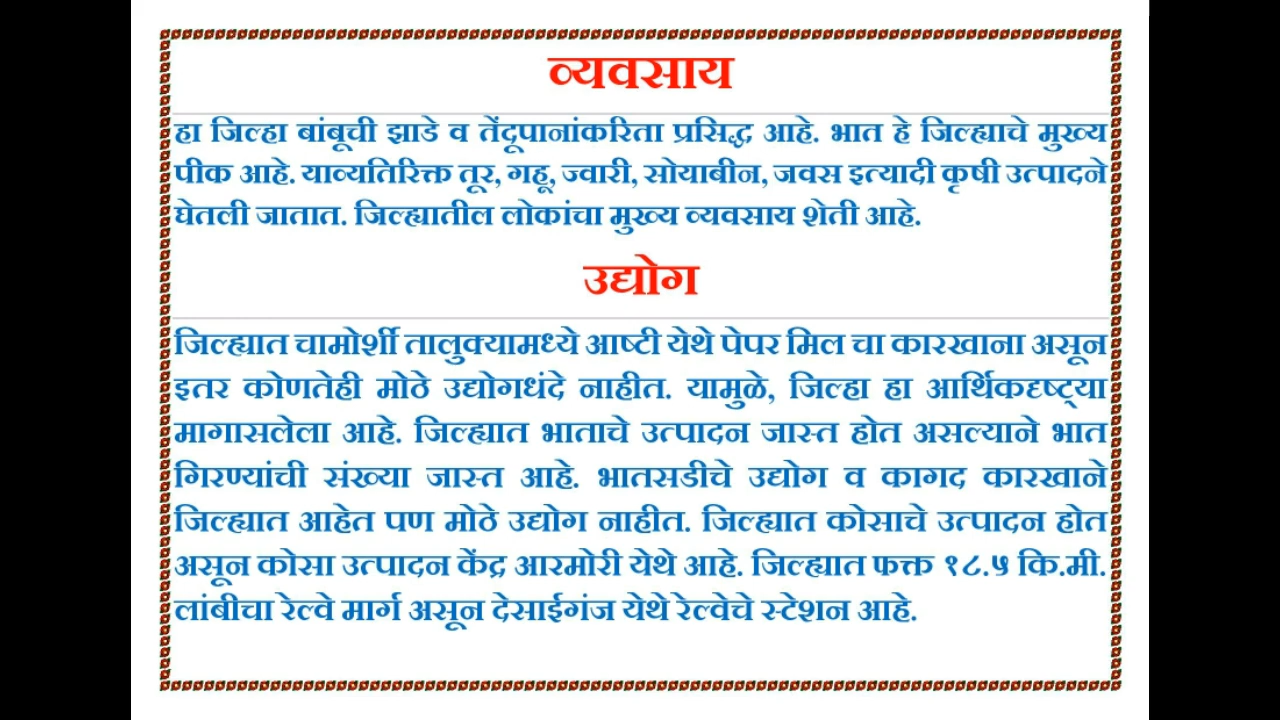 व्यवसाय
हा जिल्हा बांबूची झाडे व तेंदूपानांकरिता प्रसिद्ध आहे. भात हे जिल्ह्याचे मुख्य
पीक आहे. याव्यतिरिक्त तूर, गहू, ज्वारी, सोयाबीन, जवस इत्यादी कृषी उत्पादने
घेतली जातात. जिल्ह्यातील लोकांचा मुख्य व्यवसाय शेती आहे.
उद्योग
जिल्ह्यात चामोर्शी तालुक्यामध्ये आष्टी येथे पेपर मिल चा कारखाना असून
इतर कोणतेही मोठे उद्योगधंदे नाहीत. यामुळे, जिल्हा हा आर्थिकदृष्ट्या
मागासलेला आहे. जिल्ह्यात भाताचे उत्पादन जास्त होत असल्याने भात
गिरण्यांची संख्या जास्त आहे. भातसडीचे उद्योग व कागद कारखाने
जिल्ह्यात आहेत पण मोठे उद्योग नाहीत. जिल्ह्यात कोसाचे उत्पादन होत
असून कोसा उत्पादन केंद्र आरमोरी येथे आहे. जिल्ह्यात फक्त १८.५ कि.मी.
लांबीचा रेल्वे मार्ग असून देसाईगंज येथे रेल्वेचे स्टेशन आहे.